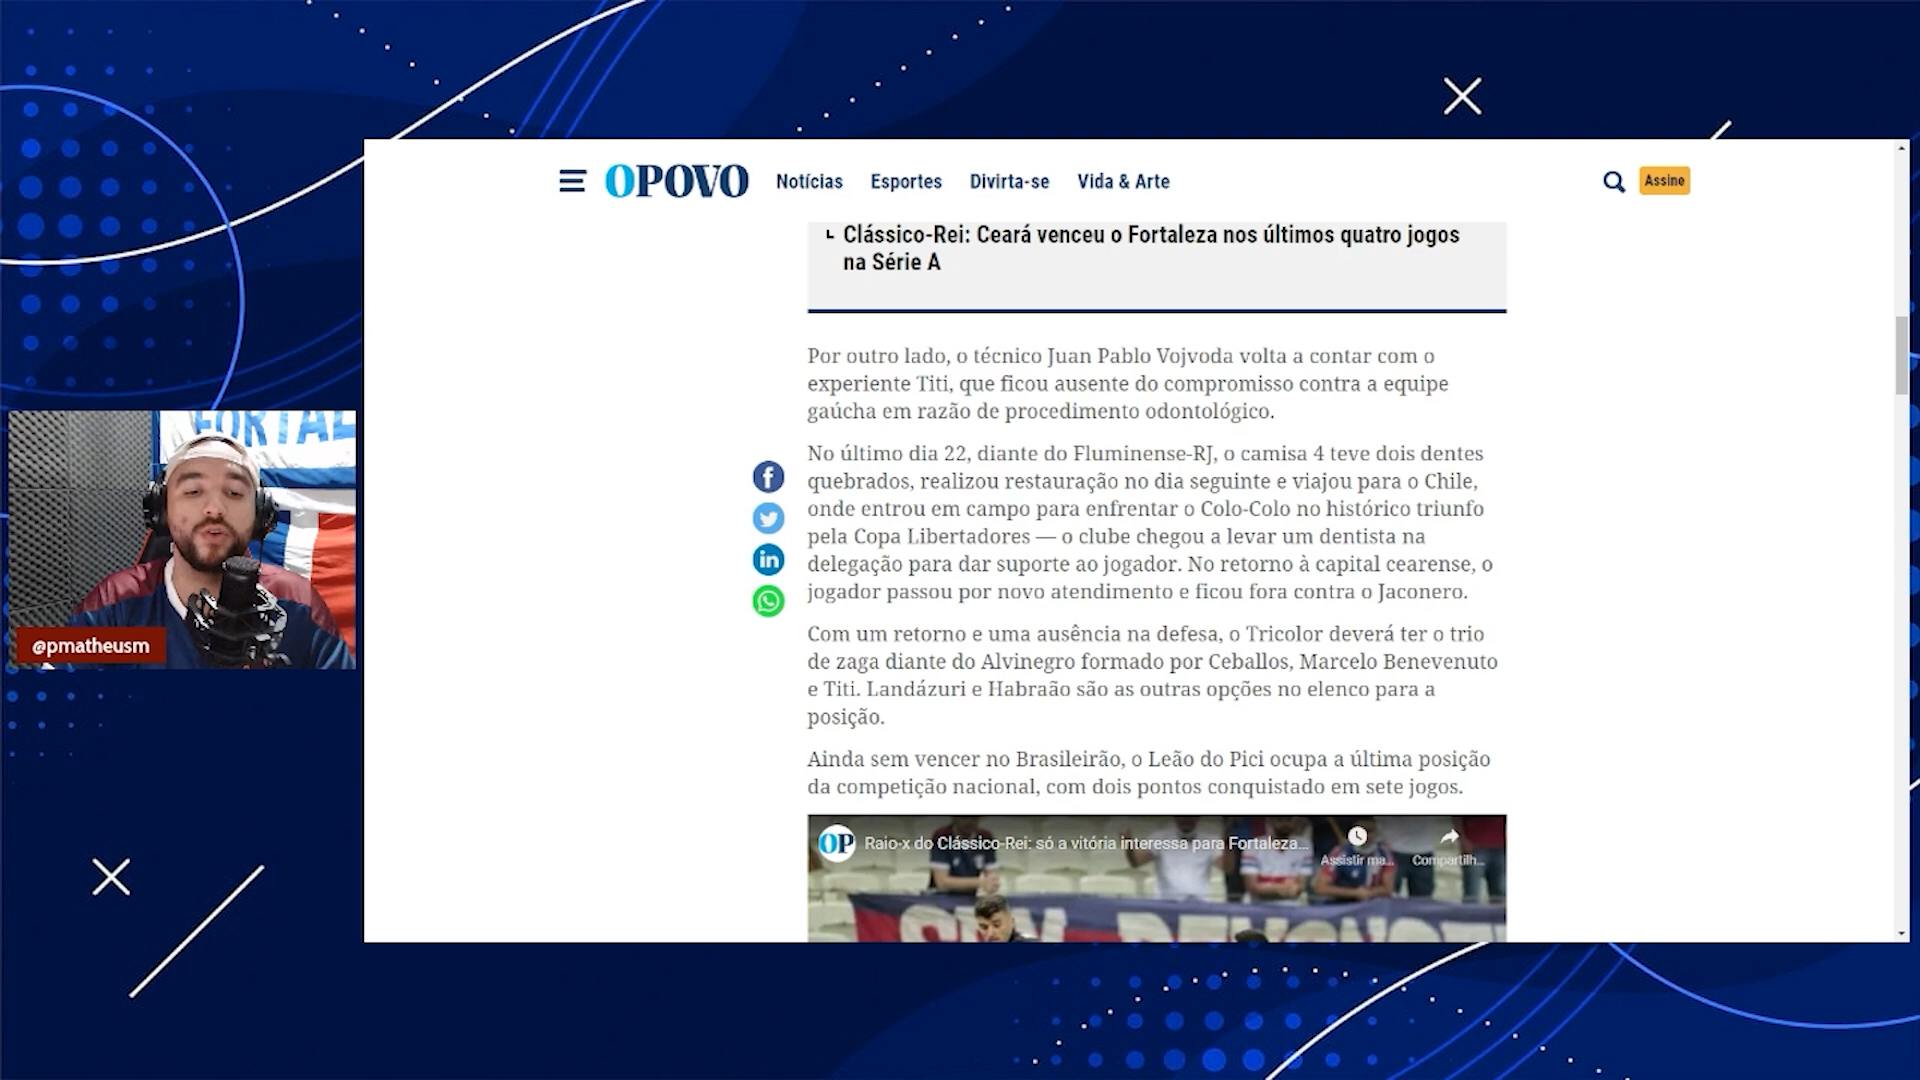 OPOVO Notícias Esportes Divirta-se Vida & Arte Assine
Clássico-Rei: Ceará venceu o Fortaleza nos últimos quatro jogos
na Série A
Por outro lado, o técnico Juan Pablo Vojvoda volta a contar com o
experiente Titi, que ficou ausente do compromisso contra a equipe
gaúcha em razão de procedimento odontológico.
No último dia 22, diante do Fluminense-RJ, o camisa 4 teve dois dentes
quebrados, realizou restauração no dia seguinte e viajou para o Chile,
onde entrou em campo para enfrentar o Colo-Colo no histórico triunfo
pela Copa Libertadores — o clube chegou a levar um dentista na
delegação para dar suporte ao jogador. No retorno à capital cearense, o
jogador passou por novo atendimento e ficou fora contra o Jaconero.
Com um retorno e uma ausência na defesa, o Tricolor deverá ter o trio
de zaga diante do Alvinegro formado por Ceballos, Marcelo Benevenuto
e Titi. Landázuri e Habraão são as outras opções no elenco para a
posição.
Ainda sem vencer no Brasileirão, o Leão do Pici ocupa a última posição
da competição nacional, com dois pontos conquistado em sete jogos.
OP Raio-x do Clássico-Rei: só a vitória interessa para Fortaleza...
Assistir ma... Compartilh...
FORTAL
@pmatheusm